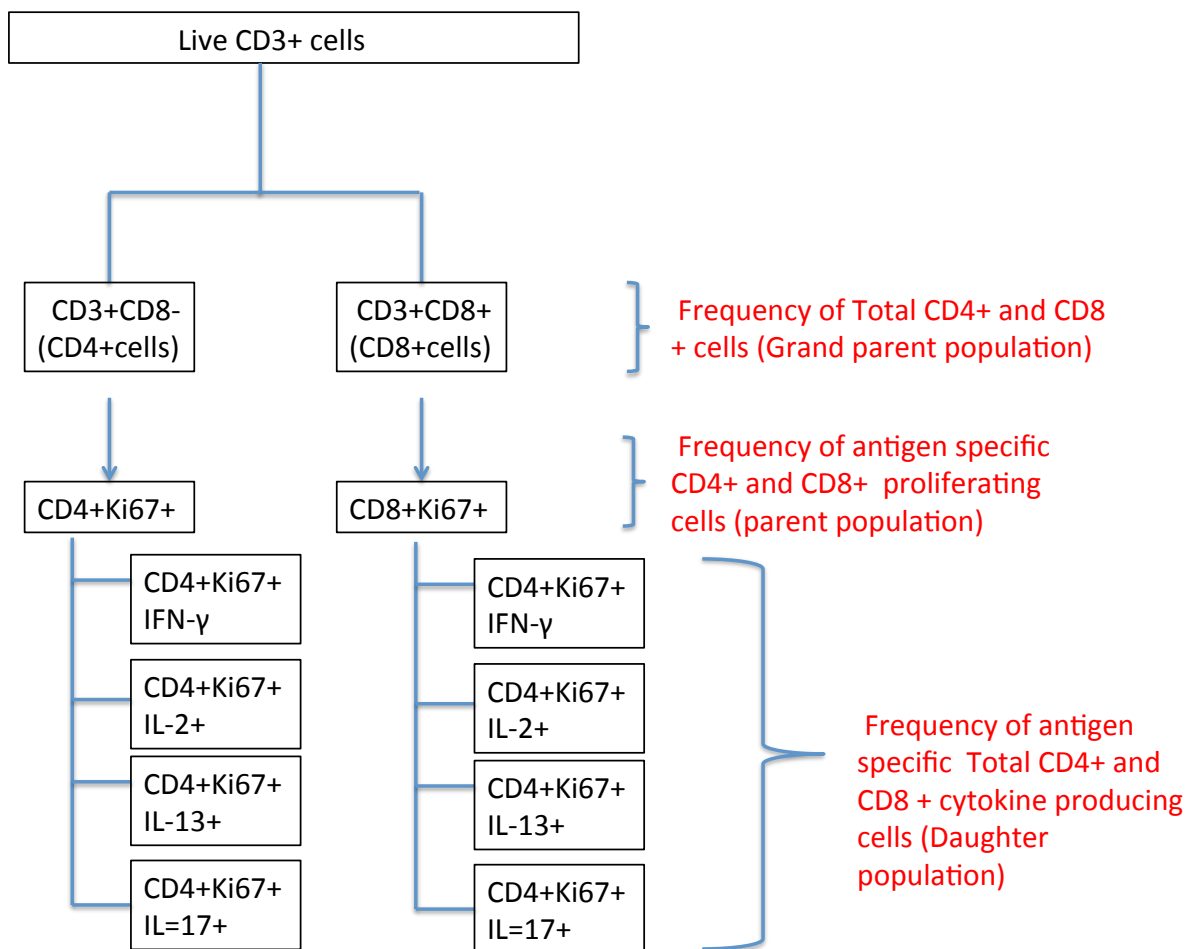 Live CD3+ cells
CD3+CD8-
(CD4+cells)
CD3+CD8+
(CD8+cells)
Frequency of Total CD4+ and CD8
+ cells (Grand parent population)
Frequency of antigen specific
CD4+ and CD8+ proliferating
cells (parent population)
CD4+Ki67+
CD8+Ki67+
CD4+Ki67+
IFN-γ
CD4+Ki67+
IL-2+
CD4+Ki67+
IL-13+
CD4+Ki67+
IL=17+
CD4+Ki67+
IFN-γ
CD4+Ki67+
IL-2+
CD4+Ki67+
IL-13+
CD4+Ki67+
IL=17+
Frequency of antigen
specific Total CD4+ and
CD8 + cytokine producing
cells (Daughter
population)